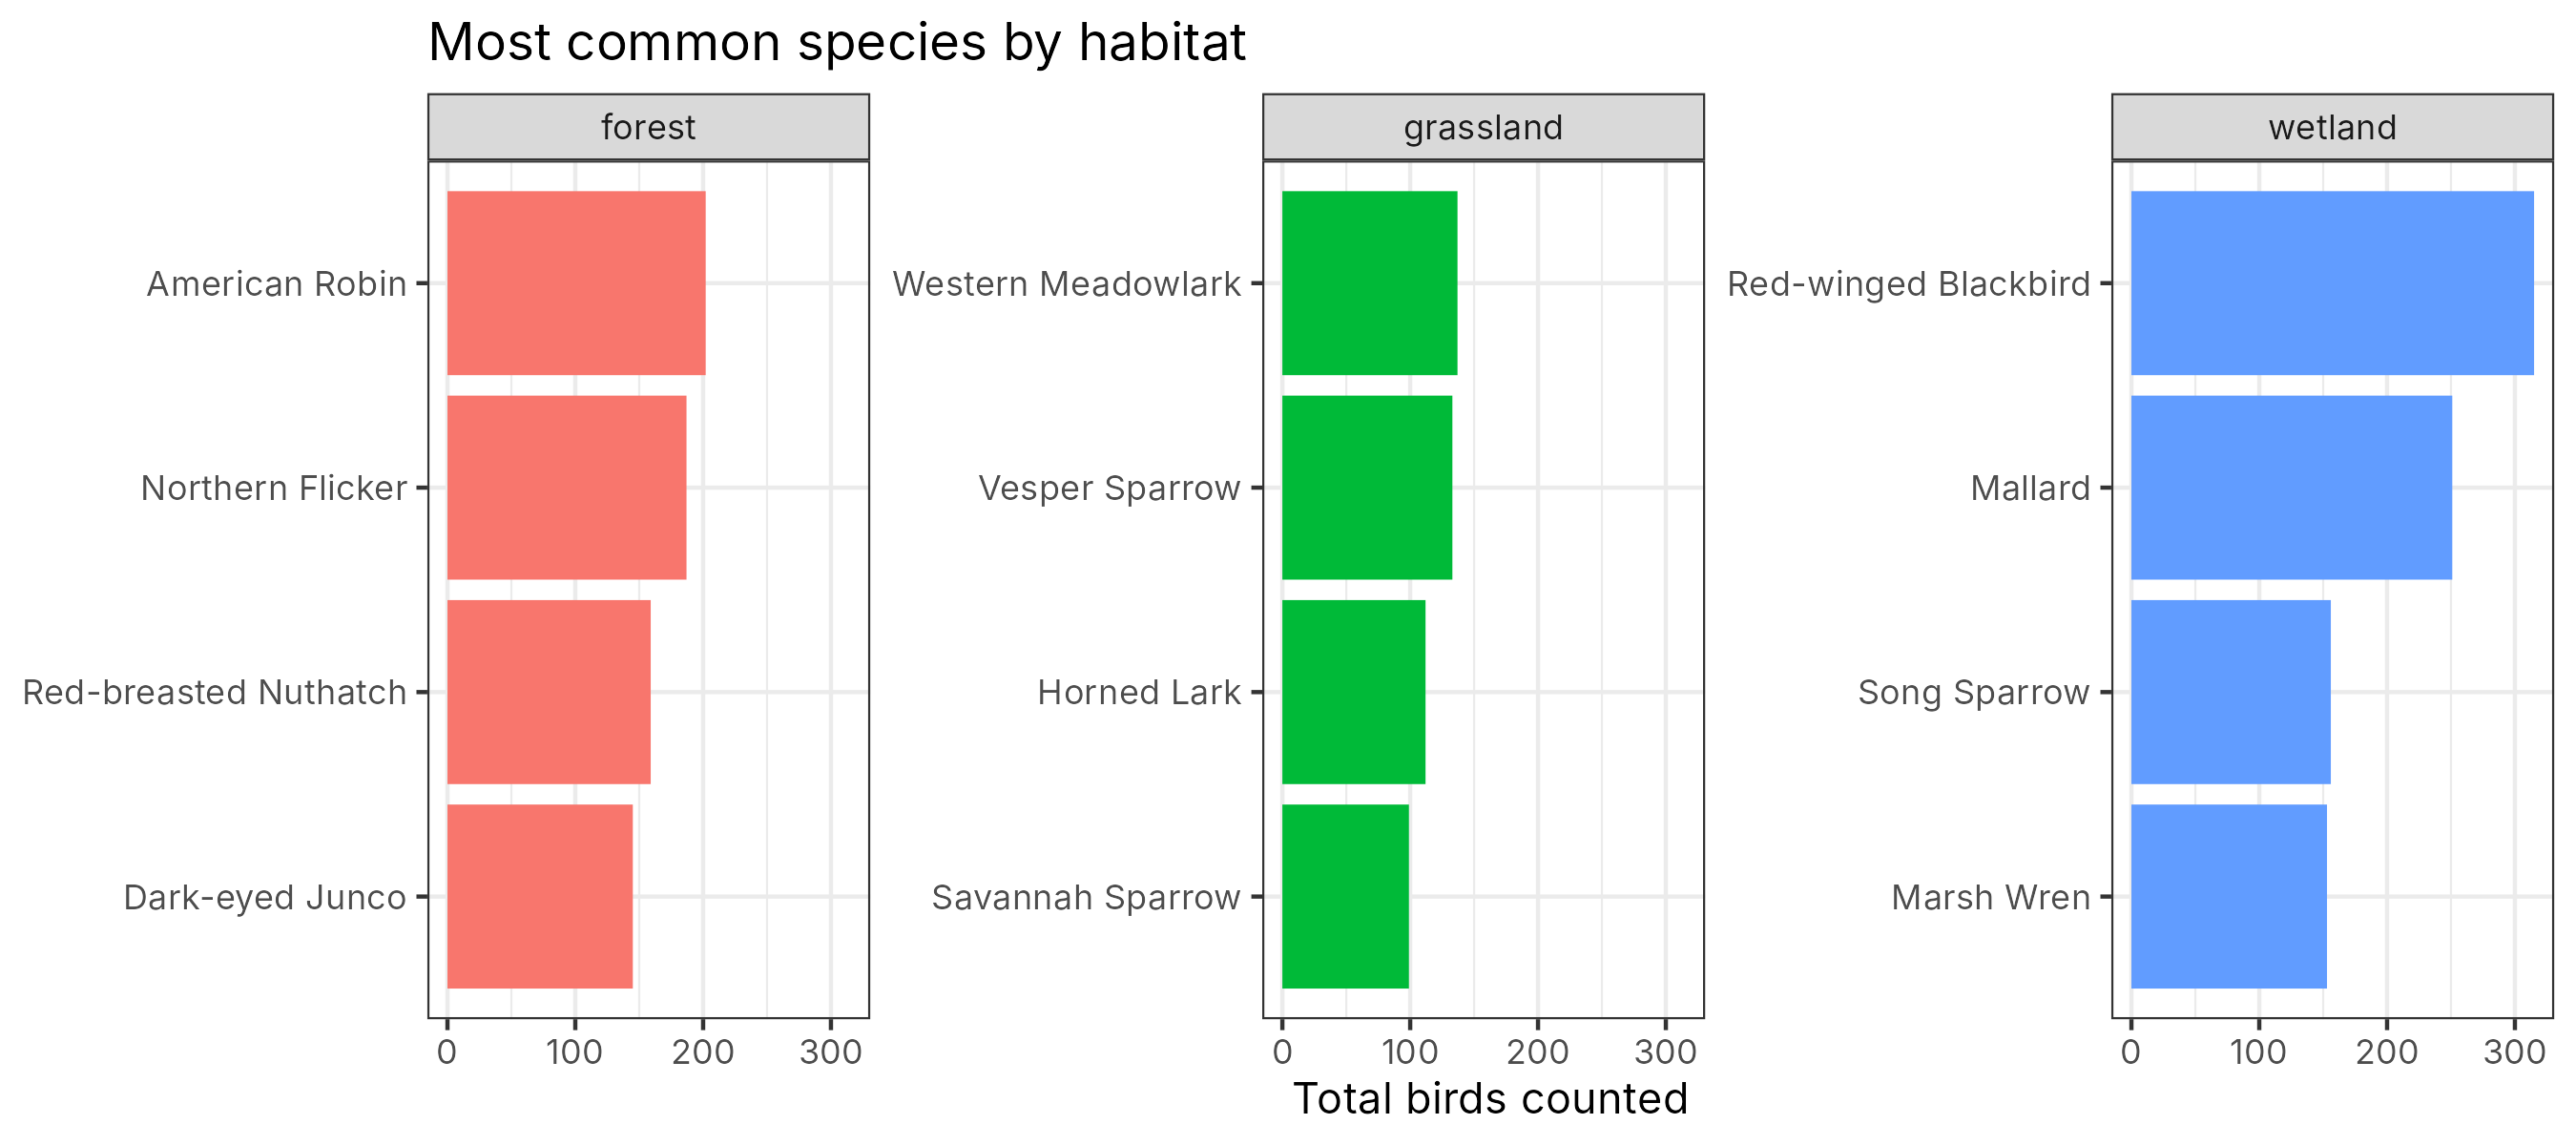 Most common species by habitat
forest
American Robin
Northern Flicker
Red-breasted Nuthatch
Dark-eyed Junco
0 100 200 300
grassland
Western Meadowlark
Vesper Sparrow
Horned Lark
Savannah Sparrow
0 100 200 300
wetland
Red-winged Blackbird
Mallard
Song Sparrow
Marsh Wren
0 100 200 300
Total birds counted